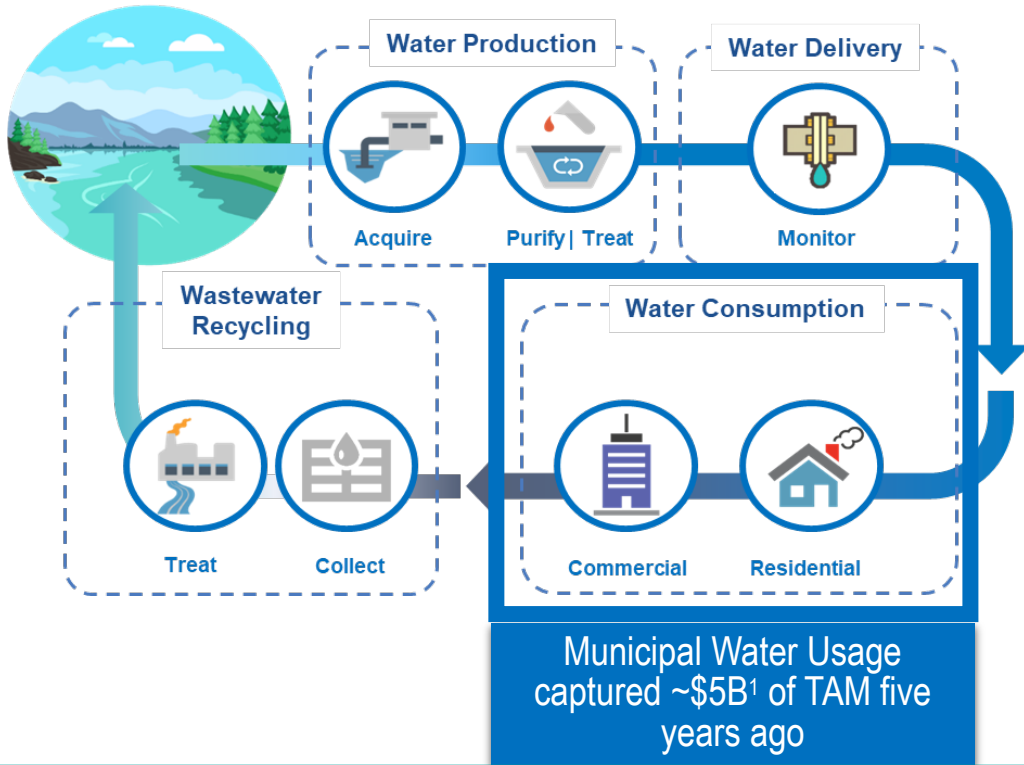 Water Production
Water Delivery
Acquire
Purify | Treat
Monitor
Wastewater
Recycling
Water Consumption
Treat
Collect
Commercial
Residential
Municipal Water Usage
captured ~$5B¹ of TAM five
years ago